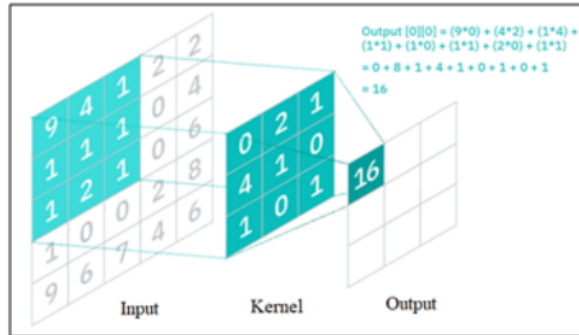 Output [0][0] = (9*0) + (4*2) + (1*4) +
(1*1) + (1*0) + (1*1) + (2*0) + (1*1)
= 0 + 8 + 1 + 4 + 1 + 0 + 1 + 0 + 1
= 16
9 4 1 2 2
1 1 1 0 4
1 2 1 0 6
1 0 0 2 8
9 6 7 4 6
0 2 1
4 1 0
1 0 1
16
Input
Kernel
Output